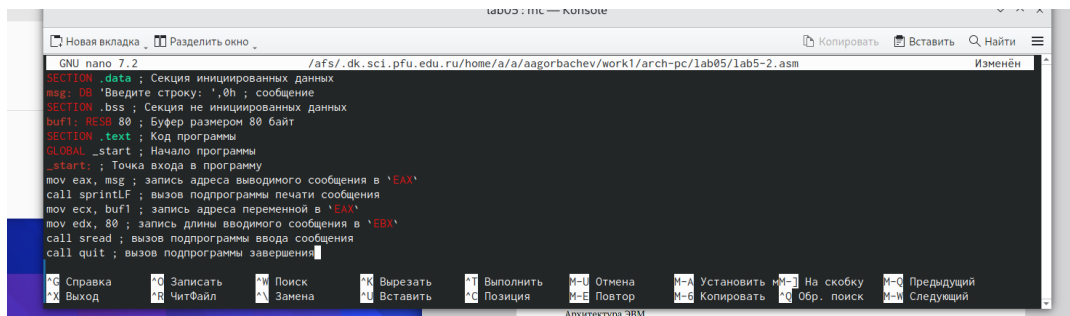 lab05 : mc — Konsole
Новая вкладка Разделить окно Копировать Вставить Найти
GNU nano 7.2 /afs/.dk.sci.pfu.edu.ru/home/a/a/aagorbachev/work1/arch-pc/lab05/lab5-2.asm Изменён
SECTION .data ; Секция инициированных данных
msg: DB 'Введите строку: ',0h ; сообщение
SECTION .bss ; Секция не инициированных данных
buf1: RESB 80 ; Буфер размером 80 байт
SECTION .text ; Код программы
GLOBAL _start ; Начало программы
_start: ; Точка входа в программу
mov eax, msg ; запись адреса выводимого сообщения в `EAX`
call sprintLF ; вызов подпрограммы печати сообщения
mov ecx, buf1 ; запись адреса переменной в `EAX`
mov edx, 80 ; запись длины вводимого сообщения в `EBX`
call sread ; вызов подпрограммы ввода сообщения
call quit ; вызов подпрограммы завершения
^G Справка ^O Записать ^W Поиск ^K Вырезать ^T Выполнить M-U Отмена M-A Установить мM-] На скобку M-Q Предыдущий
^X Выход ^R ЧитФайл ^\ Замена ^U Вставить ^C Позиция M-E Повтор M-6 Копировать ^Q Обр. поиск M-W Следующий
Архитектура ЭВМ